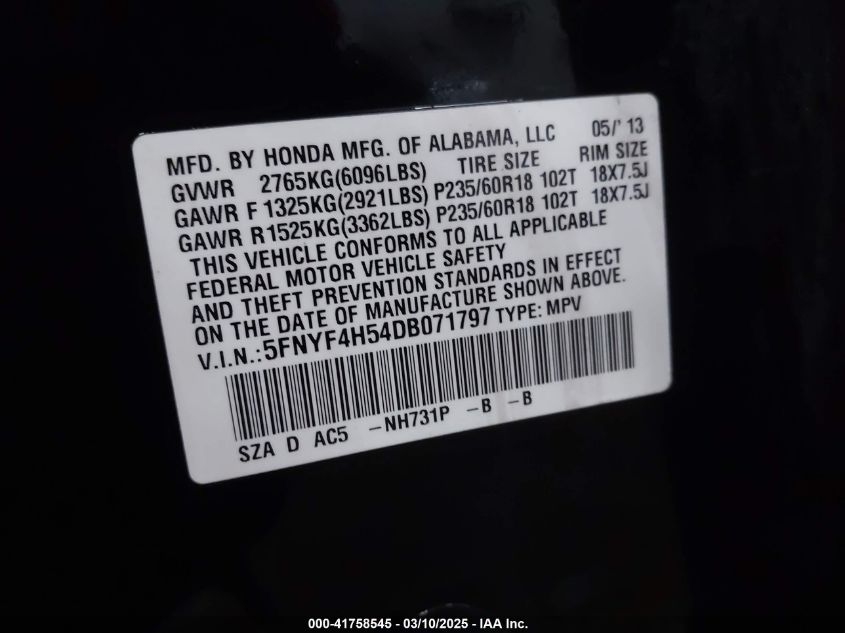 MFD. BY HONDA MFG. OF ALABAMA, LLC 05/'13
GVWR 2765KG(6096LBS) TIRE SIZE RIM SIZE
GAWR F 1325KG(2921LBS) P235/60R18 102T 18X7.5J
GAWR R1525KG(3362LBS) P235/60R18 102T 18X7.5J
THIS VEHICLE CONFORMS TO ALL APPLICABLE
FEDERAL MOTOR VEHICLE SAFETY
AND THEFT PREVENTION STANDARDS IN EFFECT
ON THE DATE OF MANUFACTURE SHOWN ABOVE.
V.I.N.:5FNYF4H54DB071797 TYPE: MPV
SZA D AC5 -NH731P -B -B
000-41758545 — 03/10/2025 - IAA Inc.